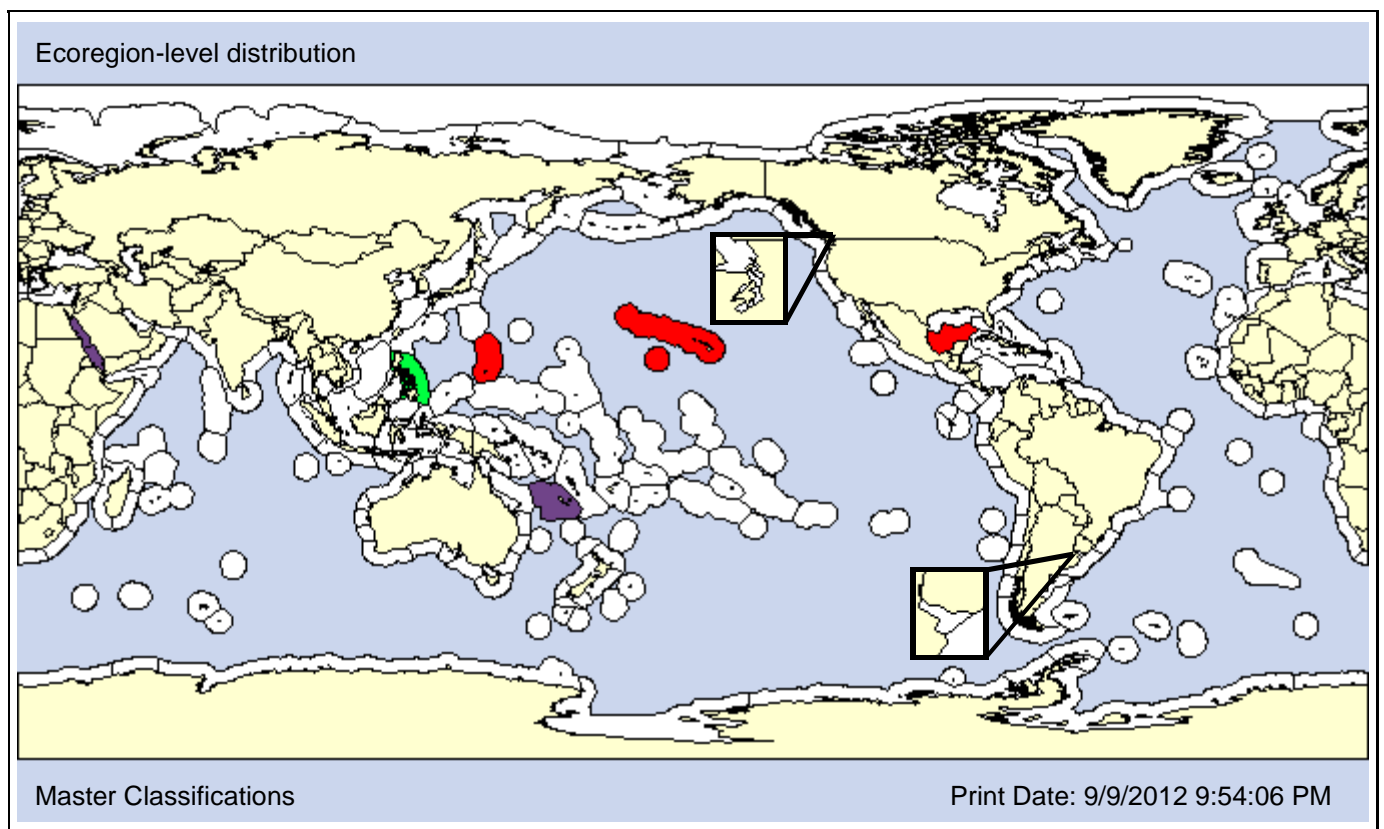 Ecoregion-level distribution
Master Classifications
Print Date: 9/9/2012 9:54:06 PM